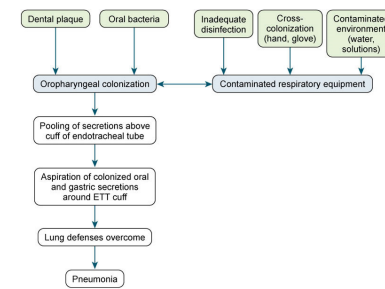 Dental plaque
Oral bacteria
Inadequate
disinfection
Cross-
colonization
(hand, glove)
Contaminated
environment
(water,
solutions)
Oropharyngeal colonization
Contaminated respiratory equipment
Pooling of secretions above
cuff of endotracheal tube
Aspiration of colonized oral
and gastric secretions
around ETT cuff
Lung defenses overcome
Pneumonia